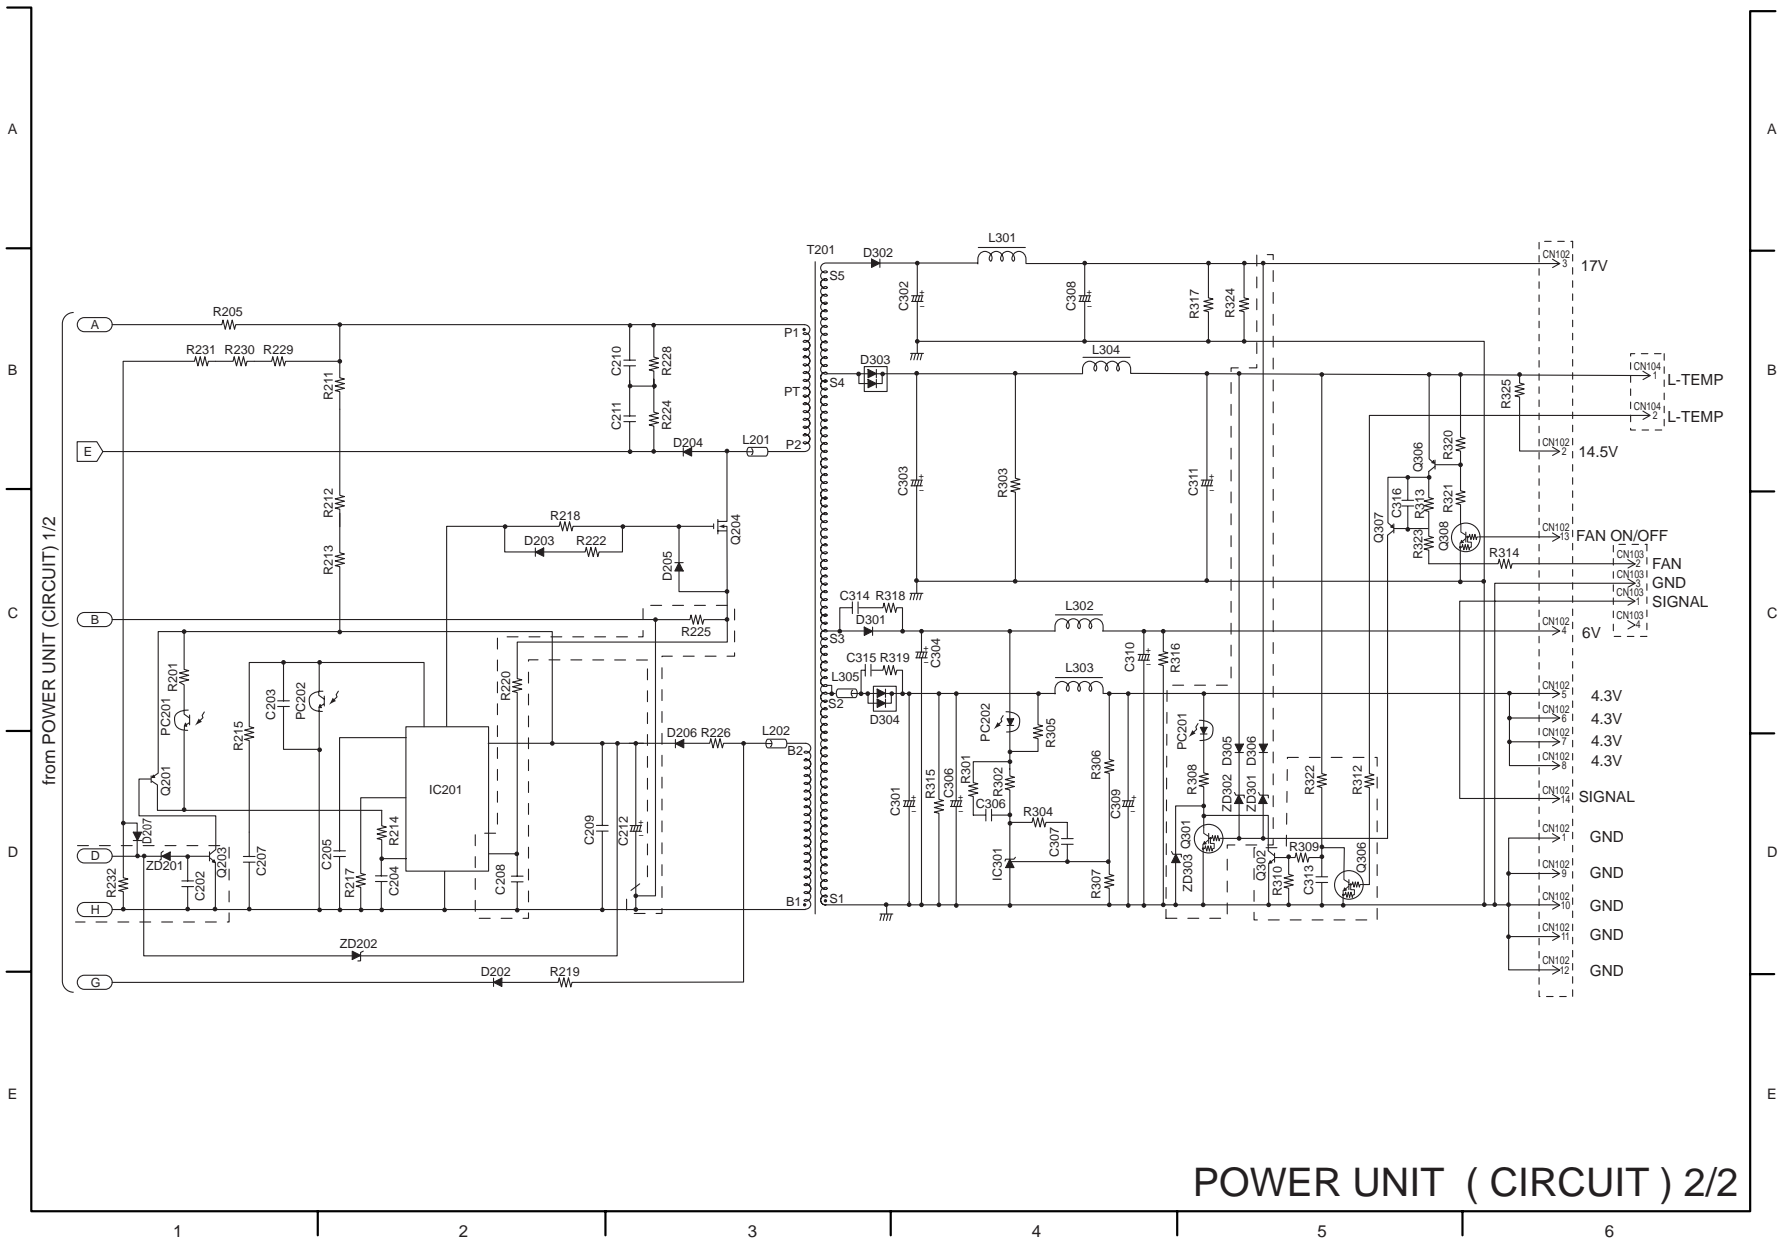 A
A
L301
T201
D302
CN102
3
17V
S5
C302
C308
R317
R324
R205
A
P1
L304
R231 R230 R229
C210
R228
D303
CN104
1
L-TEMP
B
B
R211
PT
S4
R325
C211
R224
CN104
2
L-TEMP
E
D204
L201
P2
Q306
R320
CN102
2
14.5V
C303
R303
C311
C316
R313
R321
R212
R218
Q204
Q307
R323
Q308
CN102
13
FAN ON/OFF
D203
R222
R213
D205
R314
CN103
2
FAN
CN103
3
GND
CN103
1
SIGNAL
CN103
4
from POWER UNIT (CIRCUIT) 1/2
C
C
B
R225
C314
R318
L302
D301
S3
CN102
4
6V
C304
C310
R316
C315
R319
L303
R201
C203
PC202
R220
L305
CN102
5
4.3V
PC201
S2
D304
PC202
R305
PC201
CN102
6
4.3V
R215
D206 R226
L202
B2
D305
D306
CN102
7
4.3V
Q201
IC201
R301
R302
R306
R308
R322
R312
CN102
8
4.3V
C301
R315
C306
C306
C309
ZD302
ZD301
CN102
14
SIGNAL
D207
R214
C209
C212
R304
C307
Q301
CN102
1
GND
D
D
D
ZD201
Q203
C207
C205
R217
C204
C208
IC301
R307
ZD303
Q302
R309
R310
C313
Q306
R232
C202
CN102
9
GND
H
B1
S1
CN102
10
GND
CN102
11
GND
ZD202
CN102
12
GND
G
D202
R219
E
E
POWER UNIT ( CIRCUIT ) 2/2
1
2
3
4
5
6